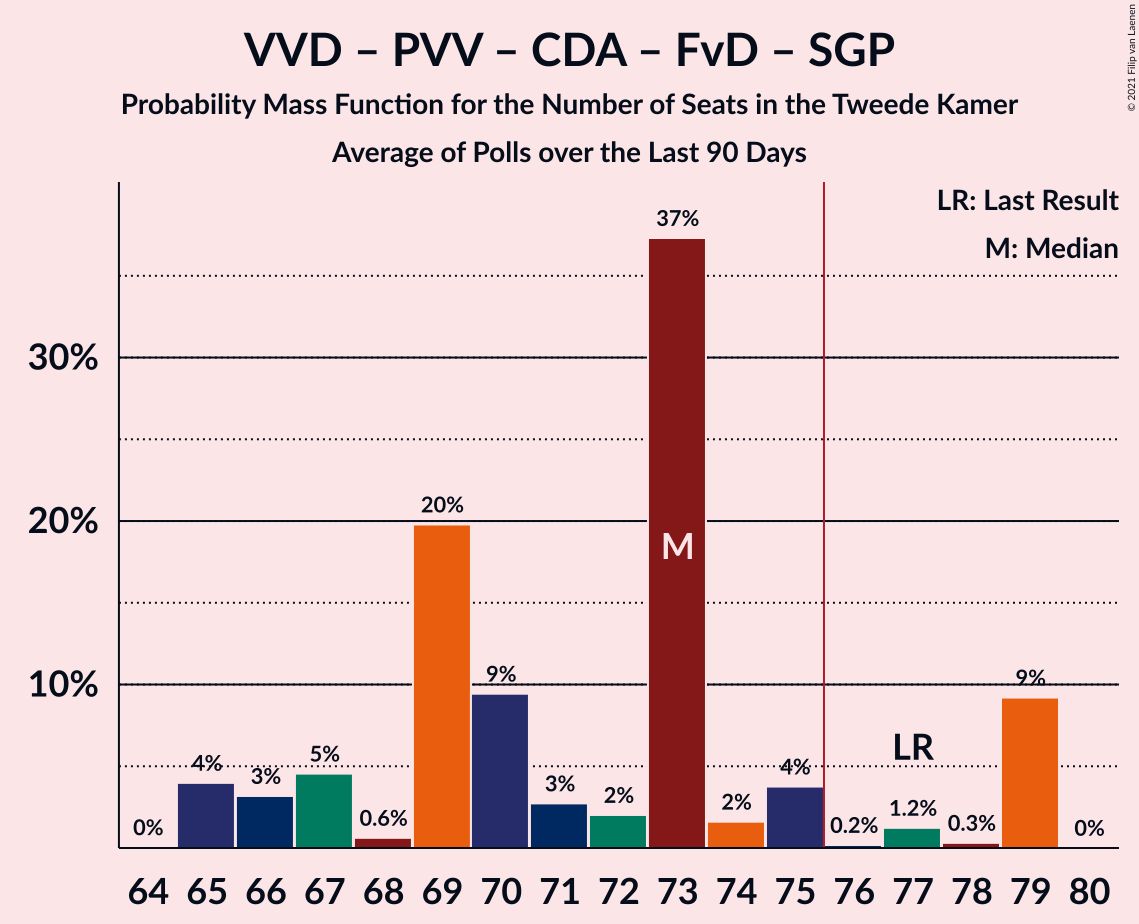 VVD – PVV – CDA – FvD – SGP
Probability Mass Function for the Number of Seats in the Tweede Kamer
Average of Polls over the Last 90 Days
© 2021 Filip van Laenen
LR: Last Result
M: Median
30%
20%
10%
0%
4%
3%
5%
0.6%
20%
9%
3%
2%
37%
M
2%
4%
0.2%
LR
1.2%
0.3%
9%
0%
64 65 66 67 68 69 70 71 72 73 74 75 76 77 78 79 80